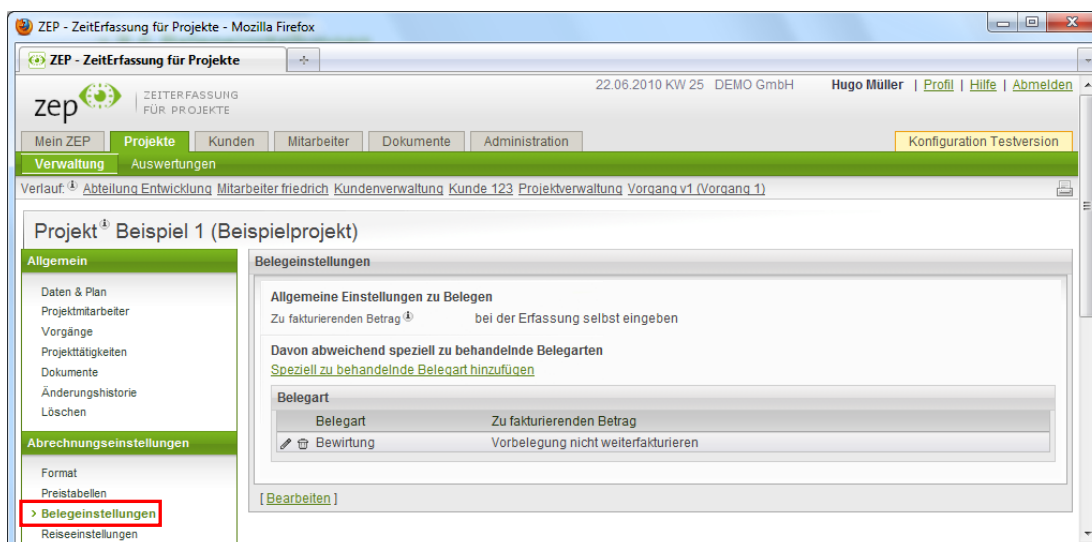 ZEP - ZeitErfassung für Projekte - Mozilla Firefox
ZEP - ZeitErfassung für Projekte
22.06.2010 KW 25 DEMO GmbH Hugo Müller | Profil | Hilfe | Abmelden
zep ZEITERFASSUNG
FÜR PROJEKTE
Mein ZEP Projekte Kunden Mitarbeiter Dokumente Administration Konfiguration Testversion
Verwaltung Auswertungen
Verlauf: Abteilung Entwicklung Mitarbeiter friedrich Kundenverwaltung Kunde 123 Projektverwaltung Vorgang v1 (Vorgang 1)
Projekt Beispiel 1 (Beispielprojekt)
Allgemein
Daten & Plan
Projektmitarbeiter
Vorgänge
Projekttätigkeiten
Dokumente
Änderungshistorie
Löschen
Abrechnungseinstellungen
Format
Preistabellen
> Belegeinstellungen
Reiseeinstellungen
Belegeinstellungen
Allgemeine Einstellungen zu Belegen
Zu fakturierenden Betrag bei der Erfassung selbst eingeben
Davon abweichend speziell zu behandelnde Belegarten
Speziell zu behandelnde Belegart hinzufügen
Belegart
Belegart Zu fakturierenden Betrag
Bewirtung Vorbelegung nicht weiterfakturieren
[ Bearbeiten ]